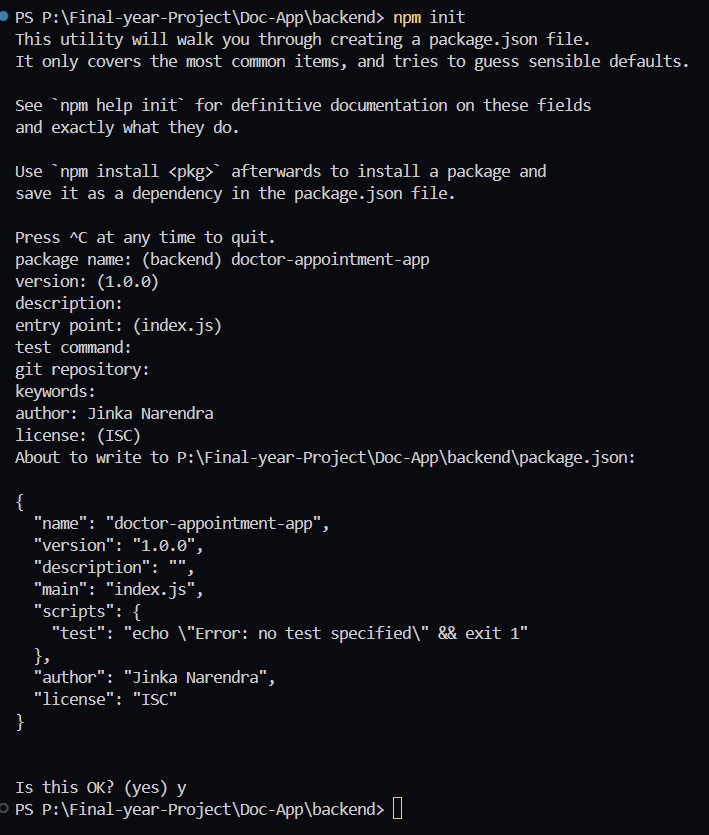 PS P:\Final-year-Project\Doc-App\backend> npm init
This utility will walk you through creating a package.json file.
It only covers the most common items, and tries to guess sensible defaults.

See `npm help init` for definitive documentation on these fields
and exactly what they do.

Use `npm install <pkg>` afterwards to install a package and
save it as a dependency in the package.json file.

Press ^C at any time to quit.
package name: (backend) doctor-appointment-app
version: (1.0.0)
description:
entry point: (index.js)
test command:
git repository:
keywords:
author: Jinka Narendra
license: (ISC)
About to write to P:\Final-year-Project\Doc-App\backend\package.json:

{
  "name": "doctor-appointment-app",
  "version": "1.0.0",
  "description": "",
  "main": "index.js",
  "scripts": {
    "test": "echo \"Error: no test specified\" && exit 1"
  },
  "author": "Jinka Narendra",
  "license": "ISC"
}


Is this OK? (yes) y
PS P:\Final-year-Project\Doc-App\backend>